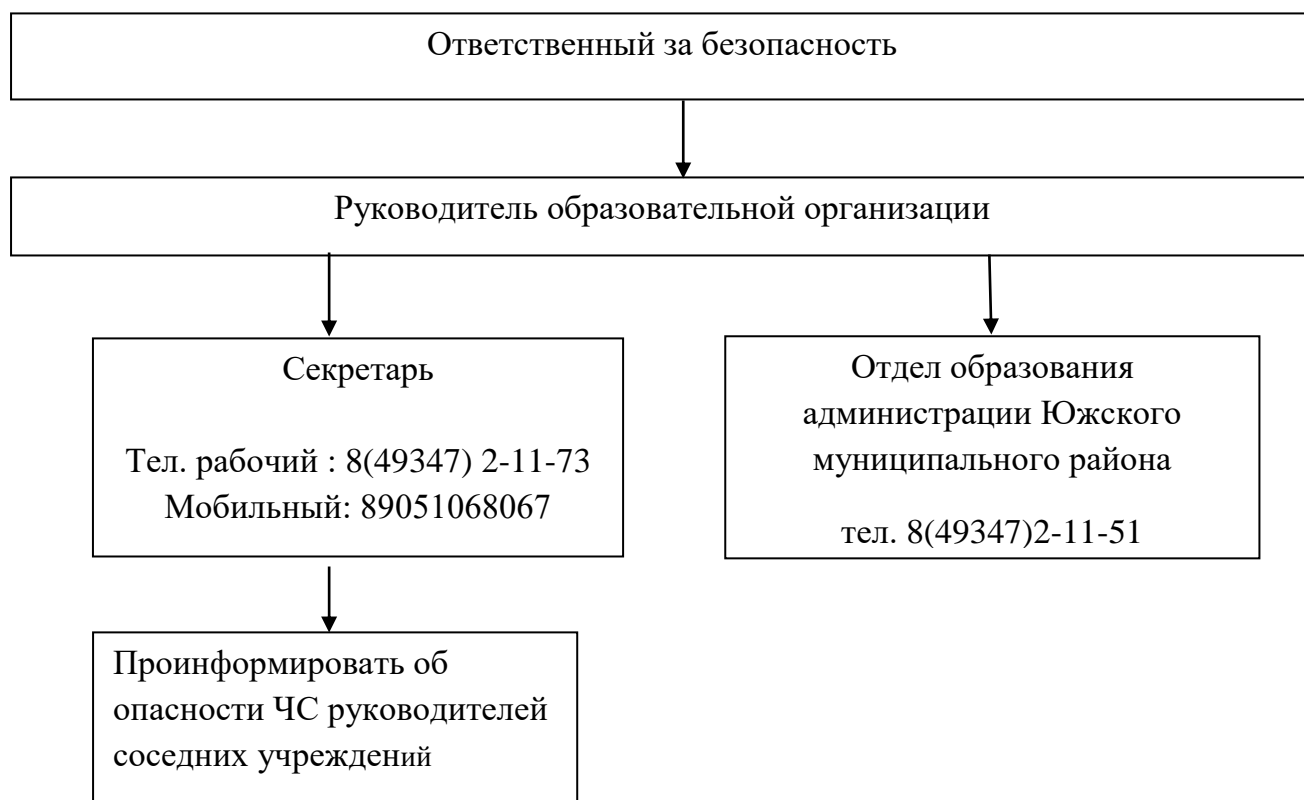 Ответственный за безопасность
Руководитель образовательной организации
Секретарь
Тел. рабочий : 8(49347) 2-11-73
Мобильный: 89051068067
Отдел образования
администрации Южского
муниципального района
тел. 8(49347)2-11-51
Проинформировать об
опасности ЧС руководителей
соседних учреждений